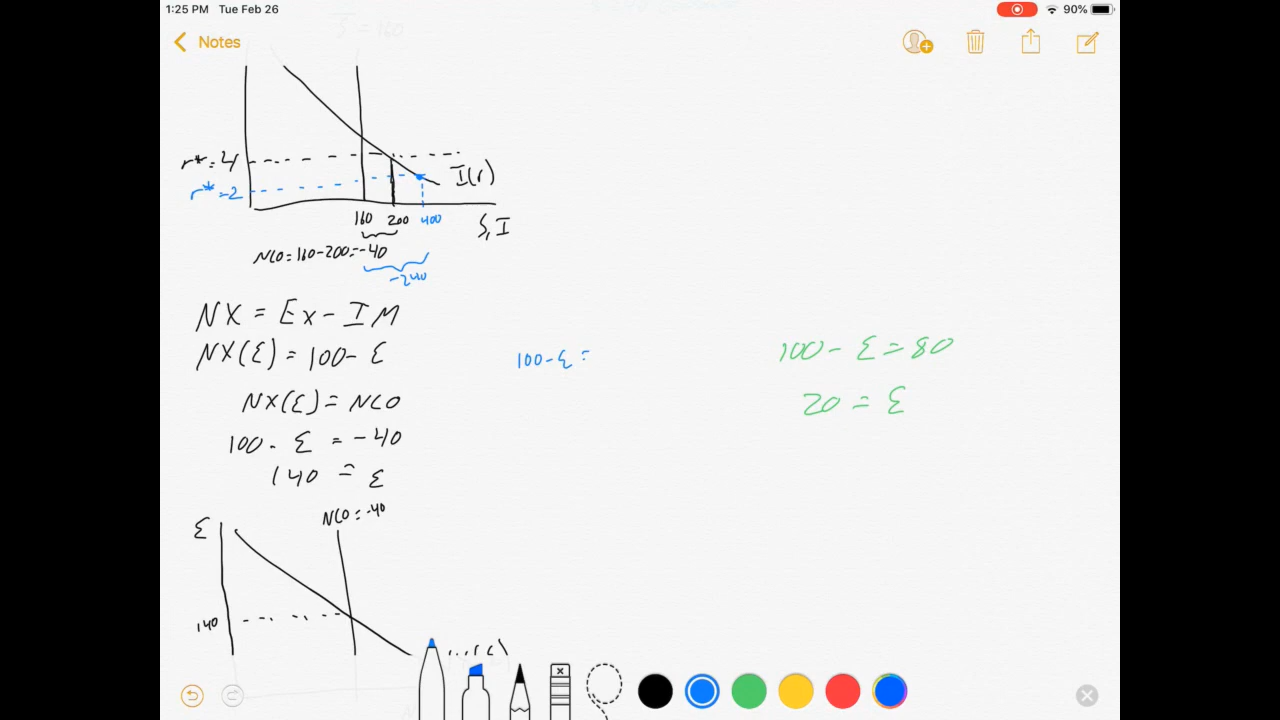 1:25 PM Tue Feb 26
90%
Notes
S = 160
r* = 4
I(r)
r* = 2
160 200 400
S, I
NCO = 160 - 200 = -40
-240
NX = Ex - IM
NX(ε) = 100 - ε
100 - ε =
100 - ε = 80
NX(ε) = NCO
20 = ε
100 - ε = -40
140 = ε
NCO = -40
ε
140